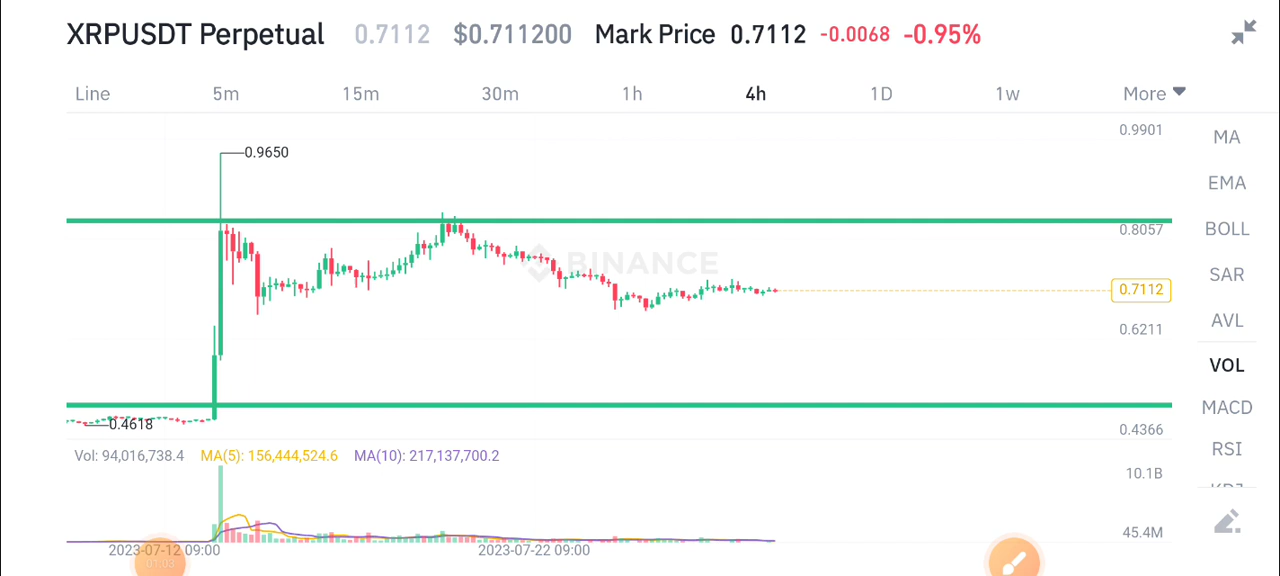 XRPUSDT Perpetual 0.7112 $0.711200 Mark Price 0.7112 -0.0068 -0.95%
Line 5m 15m 30m 1h 4h 1D 1w More
0.9901
MA
0.9650
EMA
0.8057
BOLL
BINANCE
SAR
0.7112
AVL
0.6211
VOL
MACD
0.4618
0.4366
RSI
Vol: 94,016,738.4 MA(5): 156,444,524.6 MA(10): 217,137,700.2
10.1B
45.4M
2023-07-12 09:00 2023-07-22 09:00
01:03